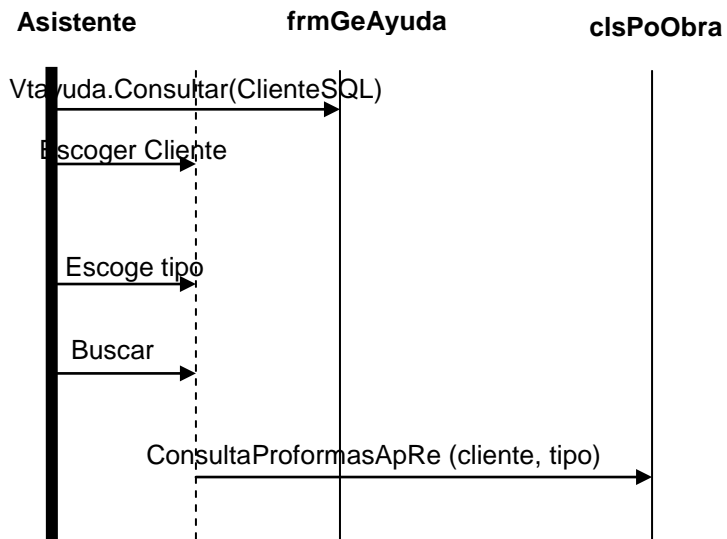 Asistente
frmGeAyuda
clsPoObra
Vtayuda.Consultar(ClienteSQL)
Escoger Cliente
Escoge tipo
Buscar
ConsultaProformasApRe (cliente, tipo)